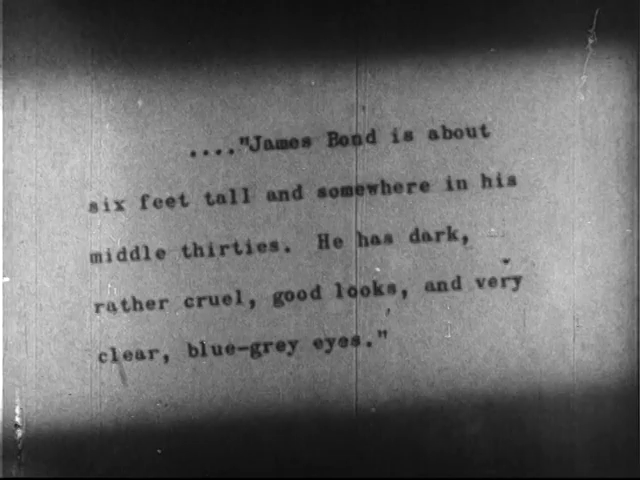 ...."James Bond is about
six feet tall and somewhere in his
middle thirties. He has dark,
rather cruel, good looks, and very
clear, blue-grey eyes."